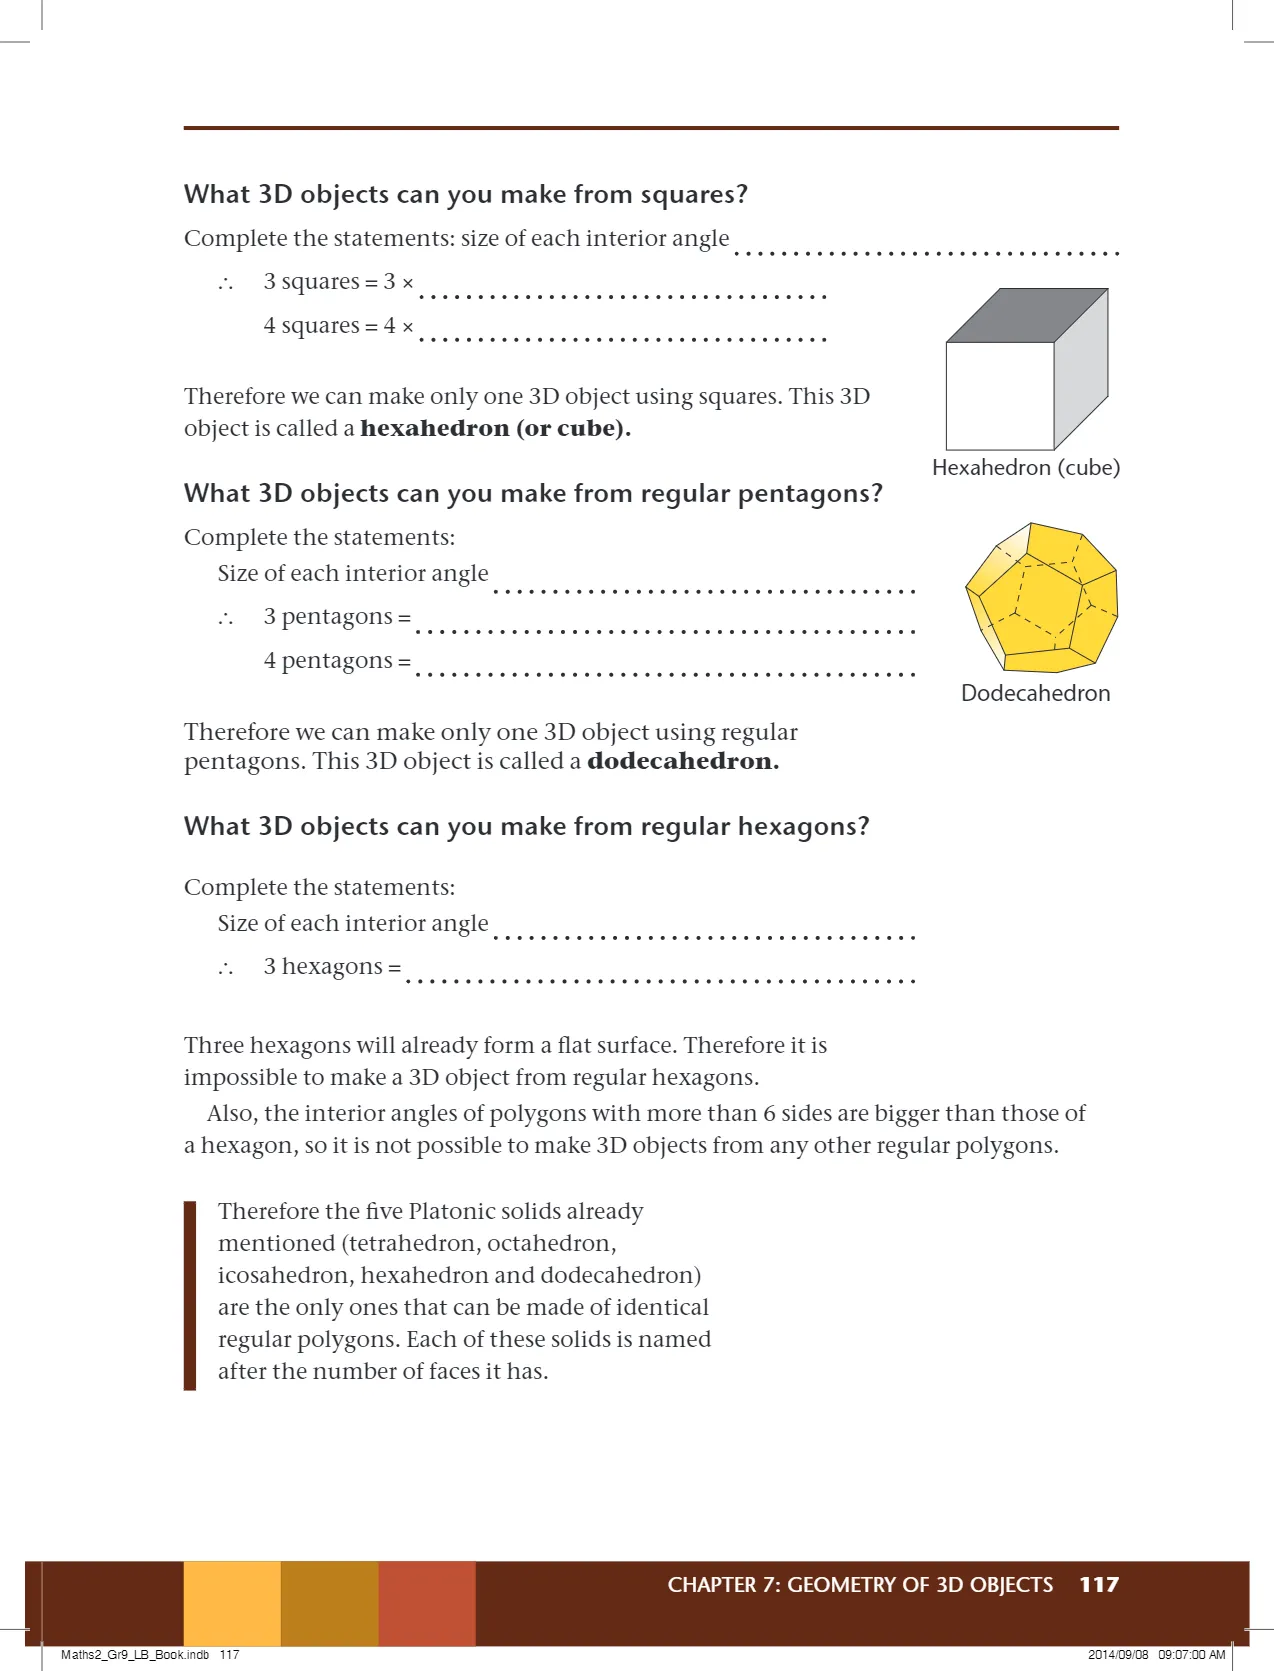 What 3D objects can you make from squares?
Complete the statements: size of each interior angle ................................
∴ 3 squares = 3 × ..................................
4 squares = 4 × ..................................
Therefore we can make only one 3D object using squares. This 3D
object is called a hexahedron (or cube).
Hexahedron (cube)
What 3D objects can you make from regular pentagons?
Complete the statements:
Size of each interior angle ...................................
∴ 3 pentagons = ..........................................
4 pentagons = ..........................................
Dodecahedron
Therefore we can make only one 3D object using regular
pentagons. This 3D object is called a dodecahedron.
What 3D objects can you make from regular hexagons?
Complete the statements:
Size of each interior angle ...................................
∴ 3 hexagons = ...........................................
Three hexagons will already form a flat surface. Therefore it is
impossible to make a 3D object from regular hexagons.
Also, the interior angles of polygons with more than 6 sides are bigger than those of
a hexagon, so it is not possible to make 3D objects from any other regular polygons.
Therefore the five Platonic solids already
mentioned (tetrahedron, octahedron,
icosahedron, hexahedron and dodecahedron)
are the only ones that can be made of identical
regular polygons. Each of these solids is named
after the number of faces it has.
CHAPTER 7: GEOMETRY OF 3D OBJECTS 117
Maths2_Gr9_LB_Book.indb 117 2014/09/08 09:07:00 AM